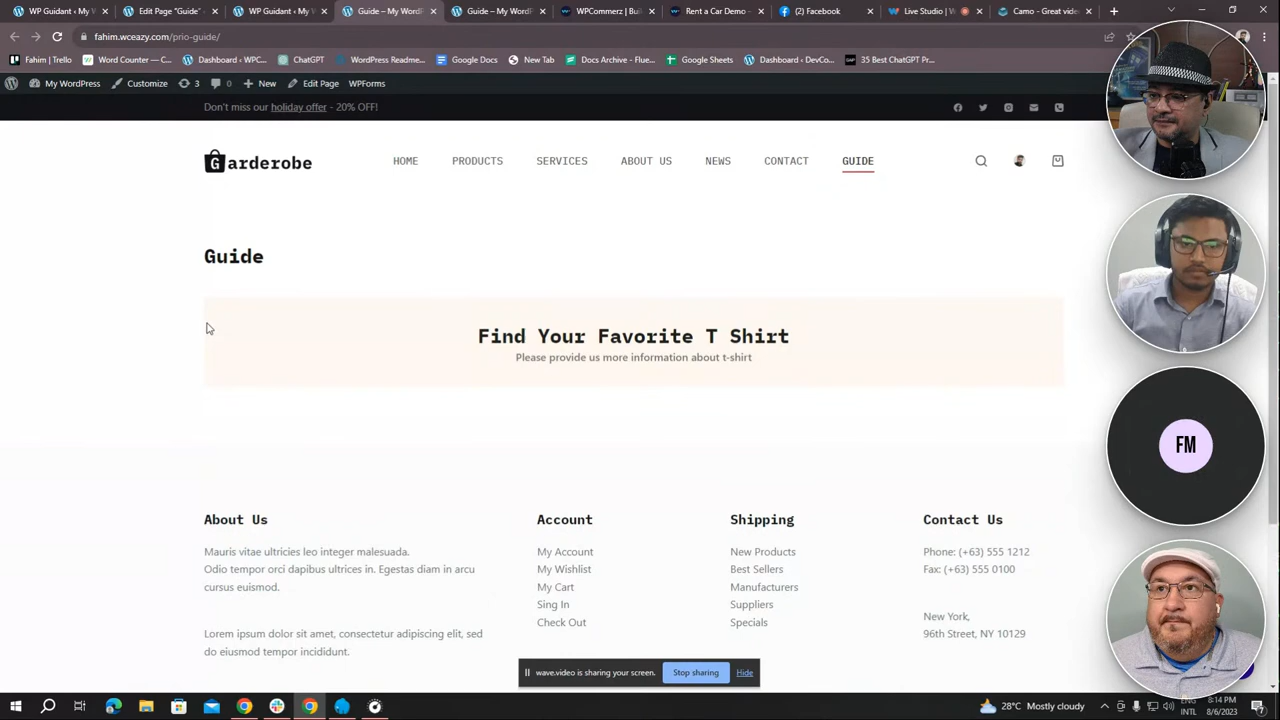 WP Guidant ‹ My W
Edit Page "Guide" ‹
WP Guidant ‹ My W
Guide – My WordPr
Guide – My WordPr
WPCommerz | Buil
Rent a Car Demo –
(2) Facebook
Live Studio | W
Camo - Great vide
fahim.wceazy.com/prio-guide/
Fahim | Trello
Word Counter — C...
Dashboard ‹ WPC...
ChatGPT
WordPress Readme...
Google Docs
New Tab
Docs Archive - Flue...
Google Sheets
Dashboard ‹ DevCo...
35 Best ChatGPT Pr...
My WordPress
Customize
3
0
New
Edit Page
WPForms
Don't miss our holiday offer - 20% OFF!
Garderobe
HOME
PRODUCTS
SERVICES
ABOUT US
NEWS
CONTACT
GUIDE
Guide
Find Your Favorite T Shirt
Please provide us more information about t-shirt
FM
About Us
Mauris vitae ultricies leo integer malesuada.
Odio tempor orci dapibus ultrices in. Egestas diam in arcu
cursus euismod.
Lorem ipsum dolor sit amet, consectetur adipiscing elit, sed
do eiusmod tempor incididunt.
Account
My Account
My Wishlist
My Cart
Sing In
Check Out
Shipping
New Products
Best Sellers
Manufacturers
Suppliers
Specials
Contact Us
Phone: (+63) 555 1212
Fax: (+63) 555 0100
New York,
96th Street, NY 10129
wave.video is sharing your screen.
Stop sharing
Hide
28°C Mostly cloudy
ENG
INTL
8:14 PM
8/6/2023
7